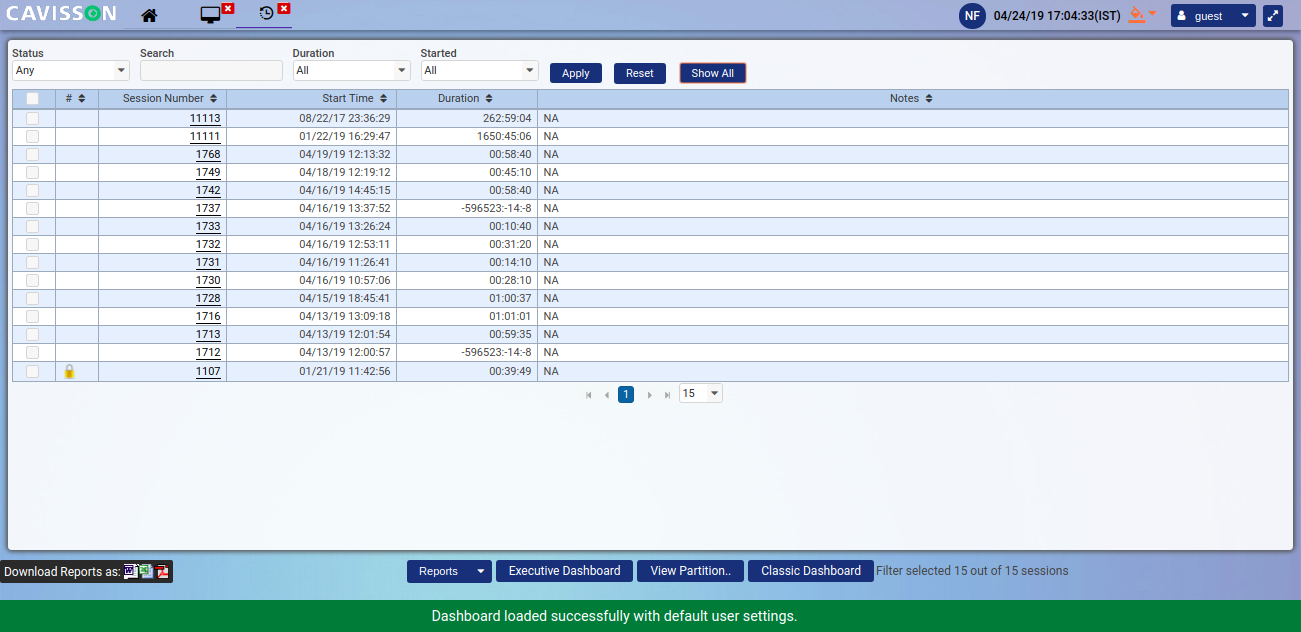 CAVISSON
NF 04/24/19 17:04:33(IST) guest
Status Search Duration Started
Any All All Apply Reset Show All
# Session Number Start Time Duration Notes
11113 08/22/17 23:36:29 262:59:04 NA
11111 01/22/19 16:29:47 1650:45:06 NA
1768 04/19/19 12:13:32 00:58:40 NA
1749 04/18/19 12:19:12 00:45:10 NA
1742 04/16/19 14:45:15 00:58:40 NA
1737 04/16/19 13:37:52 -596523:-14:-8 NA
1733 04/16/19 13:26:24 00:10:40 NA
1732 04/16/19 12:53:11 00:31:20 NA
1731 04/16/19 11:26:41 00:14:10 NA
1730 04/16/19 10:57:06 00:28:10 NA
1728 04/15/19 18:45:41 01:00:37 NA
1716 04/13/19 13:09:18 01:01:01 NA
1713 04/13/19 12:01:54 00:59:35 NA
1712 04/13/19 12:00:57 -596523:-14:-8 NA
1107 01/21/19 11:42:56 00:39:49 NA
1 15
Download Reports as: Reports Executive Dashboard View Partition.. Classic Dashboard Filter selected 15 out of 15 sessions
Dashboard loaded successfully with default user settings.